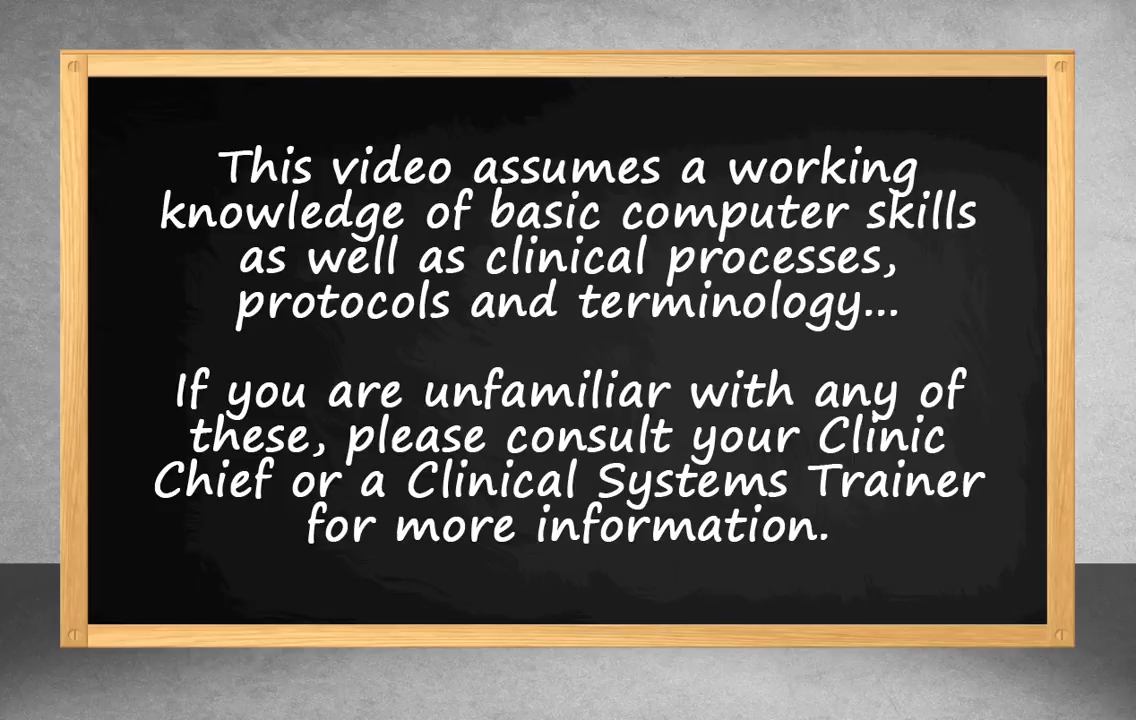 This video assumes a working
knowledge of basic computer skills
as well as clinical processes,
protocols and terminology...
If you are unfamiliar with any of
these, please consult your Clinic
Chief or a Clinical Systems Trainer
for more information.